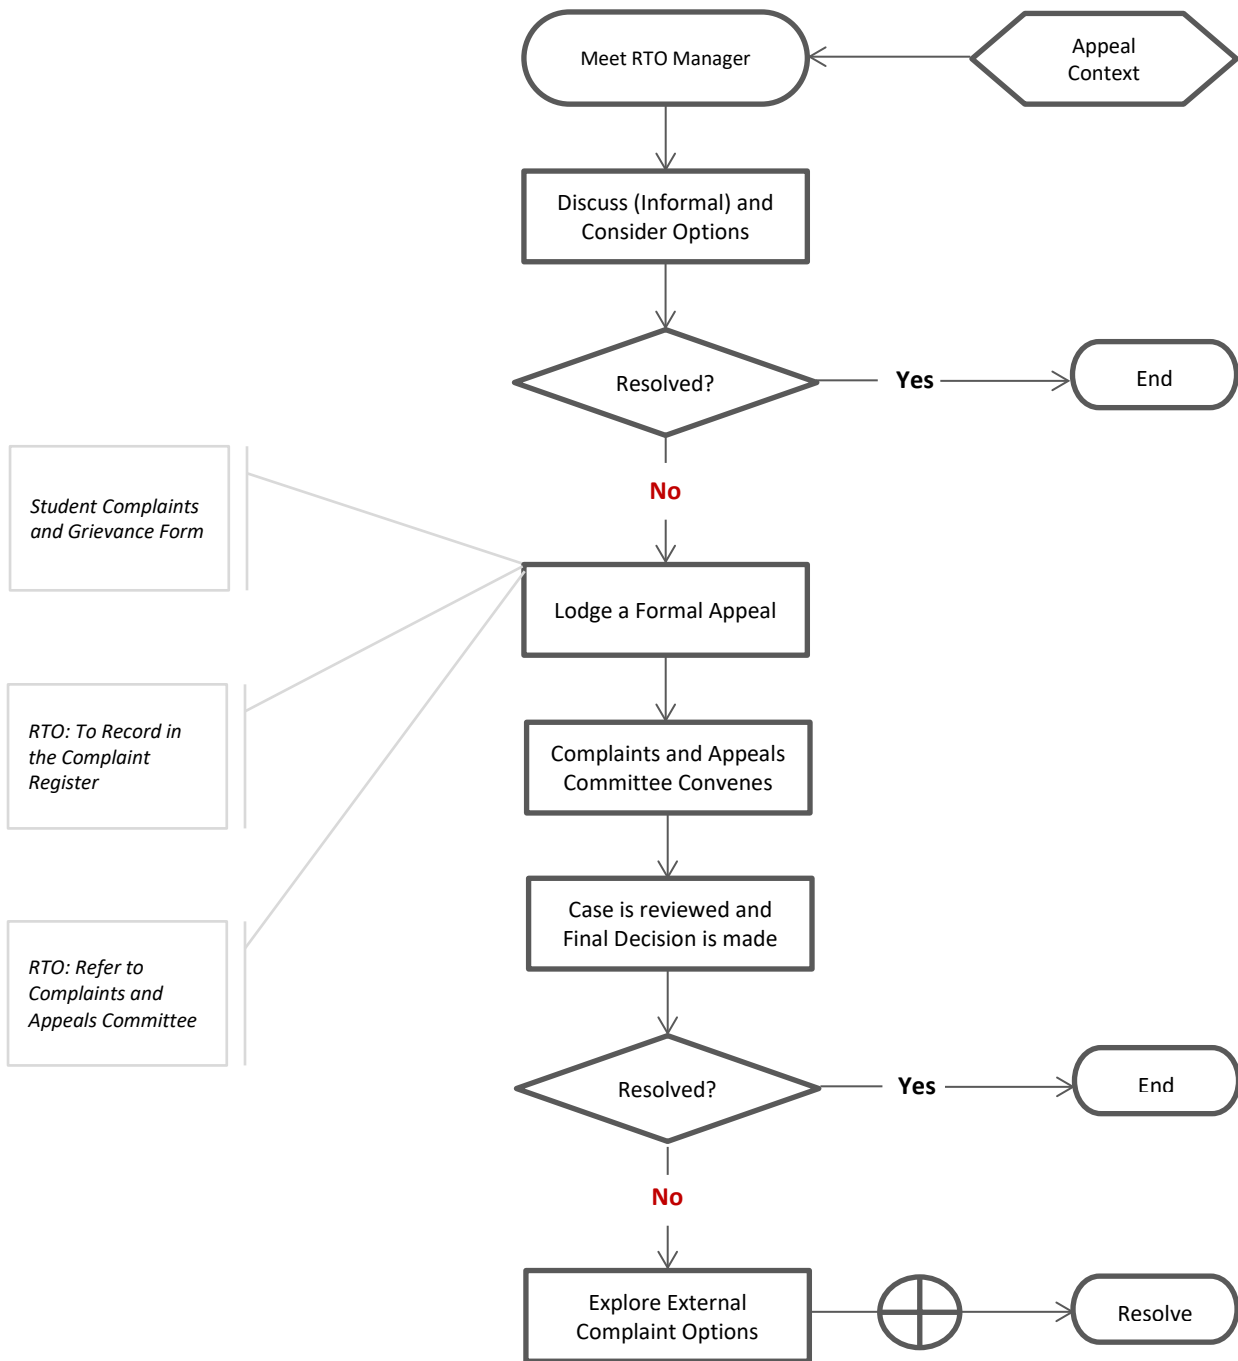 Meet RTO Manager
Appeal
Context
Discuss (Informal) and
Consider Options
Resolved?
Yes
End
No
Student Complaints
and Grievance Form
Lodge a Formal Appeal
RTO: To Record in
the Complaint
Register
Complaints and Appeals
Committee Convenes
Case is reviewed and
Final Decision is made
RTO: Refer to
Complaints and
Appeals Committee
Resolved?
Yes
End
No
Explore External
Complaint Options
Resolve